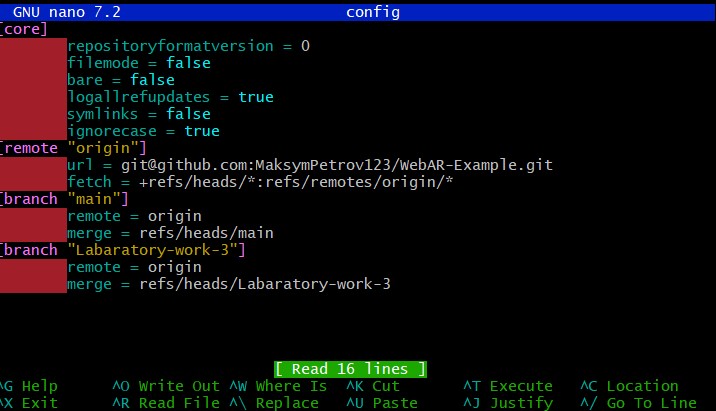 GNU nano 7.2 config
[core]
repositoryformatversion = 0
filemode = false
bare = false
logallrefupdates = true
symlinks = false
ignorecase = true
[remote "origin"]
url = git@github.com:MaksymPetrov123/WebAR-Example.git
fetch = +refs/heads/*:refs/remotes/origin/*
[branch "main"]
remote = origin
merge = refs/heads/main
[branch "Labaratory-work-3"]
remote = origin
merge = refs/heads/Labaratory-work-3
[ Read 16 lines ]
^G Help ^O Write Out ^W Where Is ^K Cut ^T Execute ^C Location
^X Exit ^R Read File ^\ Replace ^U Paste ^J Justify ^/ Go To Line